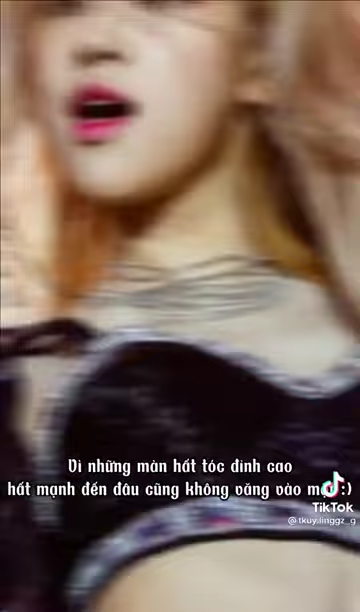 Vì những màn hất tóc đỉnh cao
hất mạnh đến đâu cũng không văng vào :)
TikTok
@tkuy.linggz_g